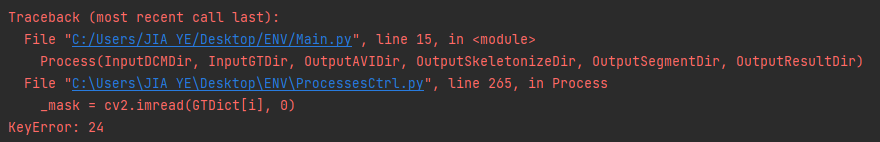 Traceback (most recent call last):
  File "C:/Users/JIA YE/Desktop/ENV/Main.py", line 15, in <module>
    Process(InputDCMDir, InputGTDir, OutputAVIDir, OutputSkeletonizeDir, OutputSegmentDir, OutputResultDir)
  File "C:\Users\JIA YE\Desktop\ENV\ProcessesCtrl.py", line 265, in Process
    _mask = cv2.imread(GTDict[i], 0)
KeyError: 24